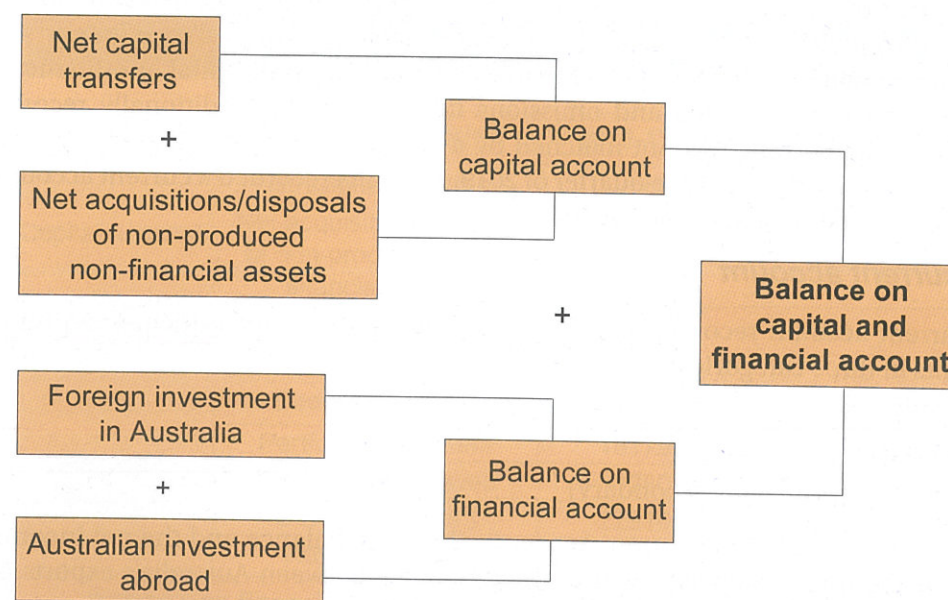 Net capital
transfers
+
Net acquisitions/disposals
of non-produced
non-financial assets
Balance on
capital account
+
Balance on
capital and
financial account
Foreign investment
in Australia
+
Australian investment
abroad
Balance on
financial account